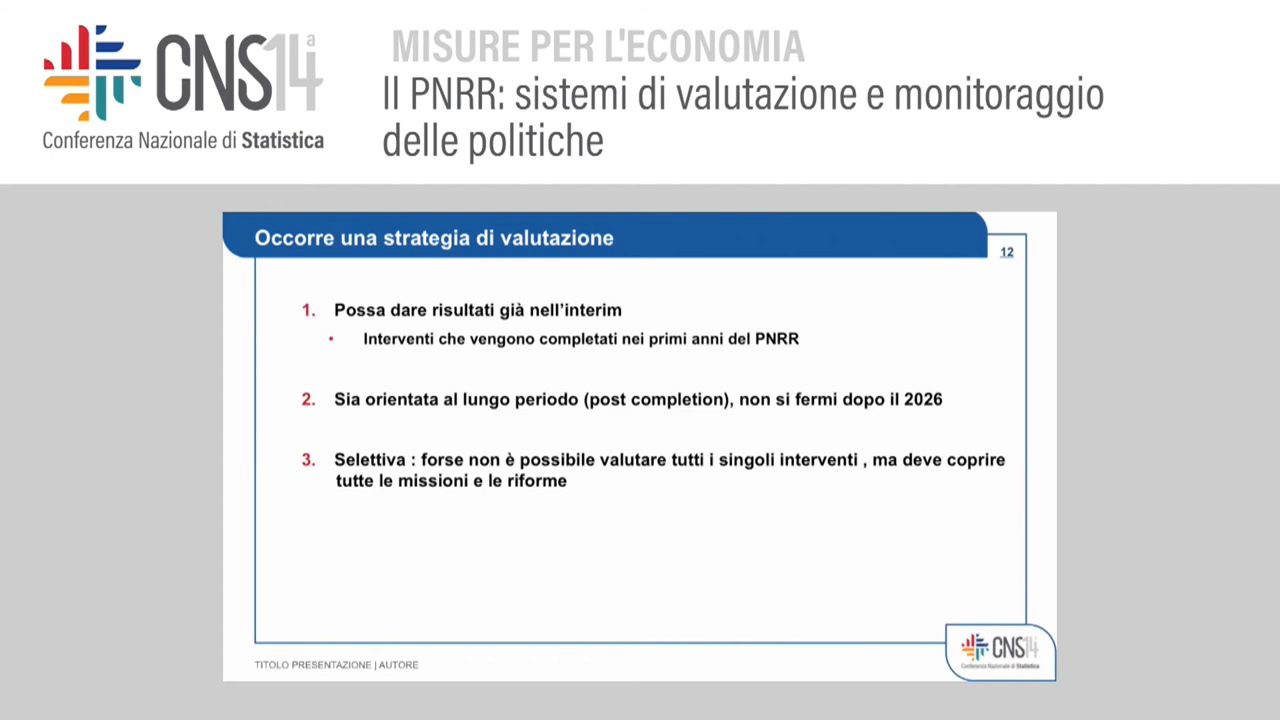 CNS14ª
Conferenza Nazionale di Statistica
MISURE PER L'ECONOMIA
Il PNRR: sistemi di valutazione e monitoraggio
delle politiche
Occorre una strategia di valutazione
12
1. Possa dare risultati già nell'interim
• Interventi che vengono completati nei primi anni del PNRR
2. Sia orientata al lungo periodo (post completion), non si fermi dopo il 2026
3. Selettiva : forse non è possibile valutare tutti i singoli interventi , ma deve coprire
tutte le missioni e le riforme
TITOLO PRESENTAZIONE | AUTORE
CNS14
Conferenza Nazionale di Statistica